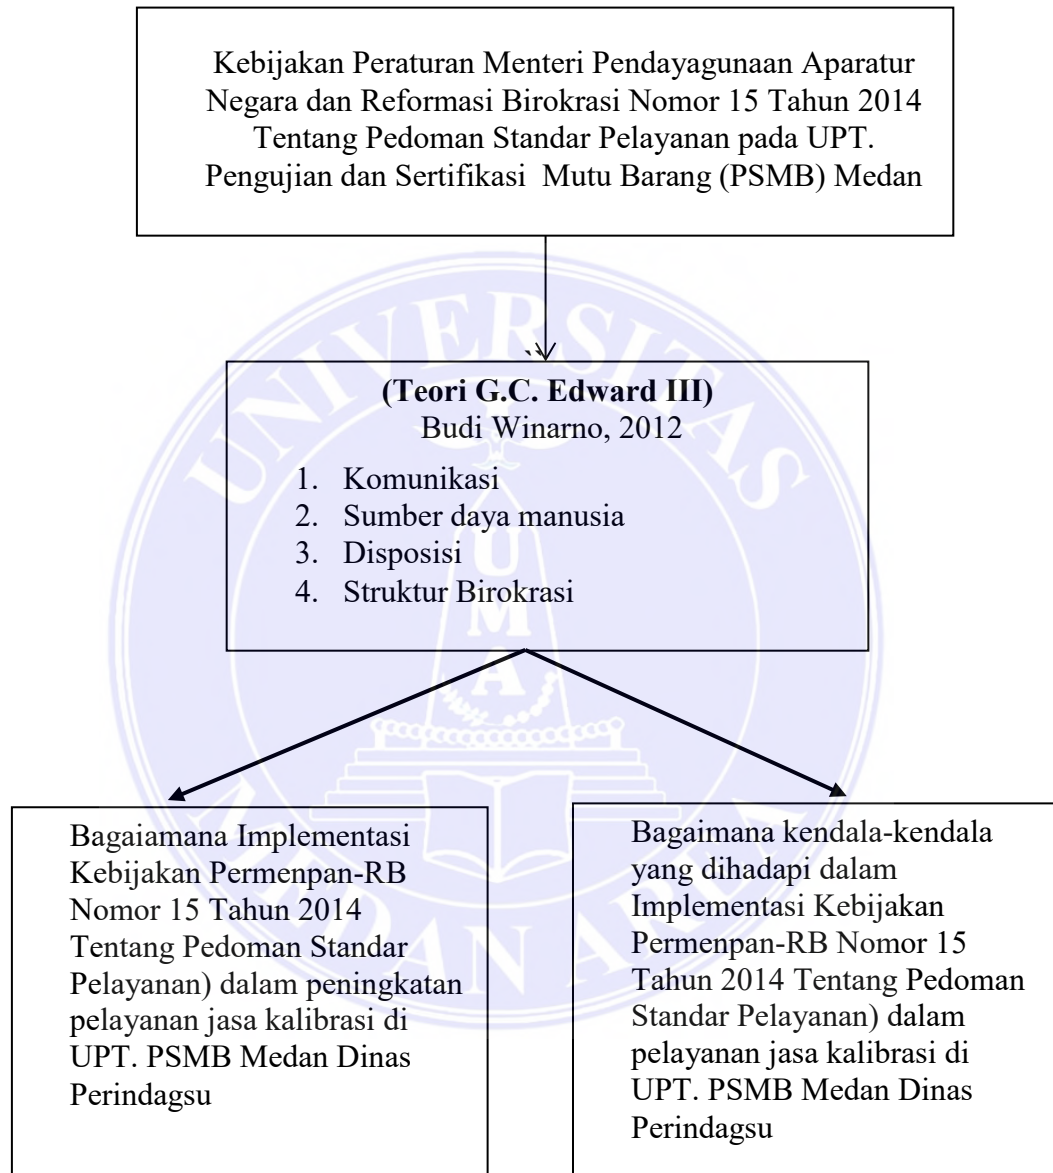 Kebijakan Peraturan Menteri Pendayagunaan Aparatur
Negara dan Reformasi Birokrasi Nomor 15 Tahun 2014
Tentang Pedoman Standar Pelayanan pada UPT.
Pengujian dan Sertifikasi Mutu Barang (PSMB) Medan
``
(Teori G.C. Edward III)
Budi Winarno, 2012
1. Komunikasi
2. Sumber daya manusia
3. Disposisi
4. Struktur Birokrasi
Bagaiamana Implementasi
Kebijakan Permenpan-RB
Nomor 15 Tahun 2014
Tentang Pedoman Standar
Pelayanan) dalam peningkatan
pelayanan jasa kalibrasi di
UPT. PSMB Medan Dinas
Perindagsu
Bagaimana kendala-kendala
yang dihadapi dalam
Implementasi Kebijakan
Permenpan-RB Nomor 15
Tahun 2014 Tentang Pedoman
Standar Pelayanan) dalam
pelayanan jasa kalibrasi di
UPT. PSMB Medan Dinas
Perindagsu
UNIVERSITAS
MEDAN AREA
U
M
A